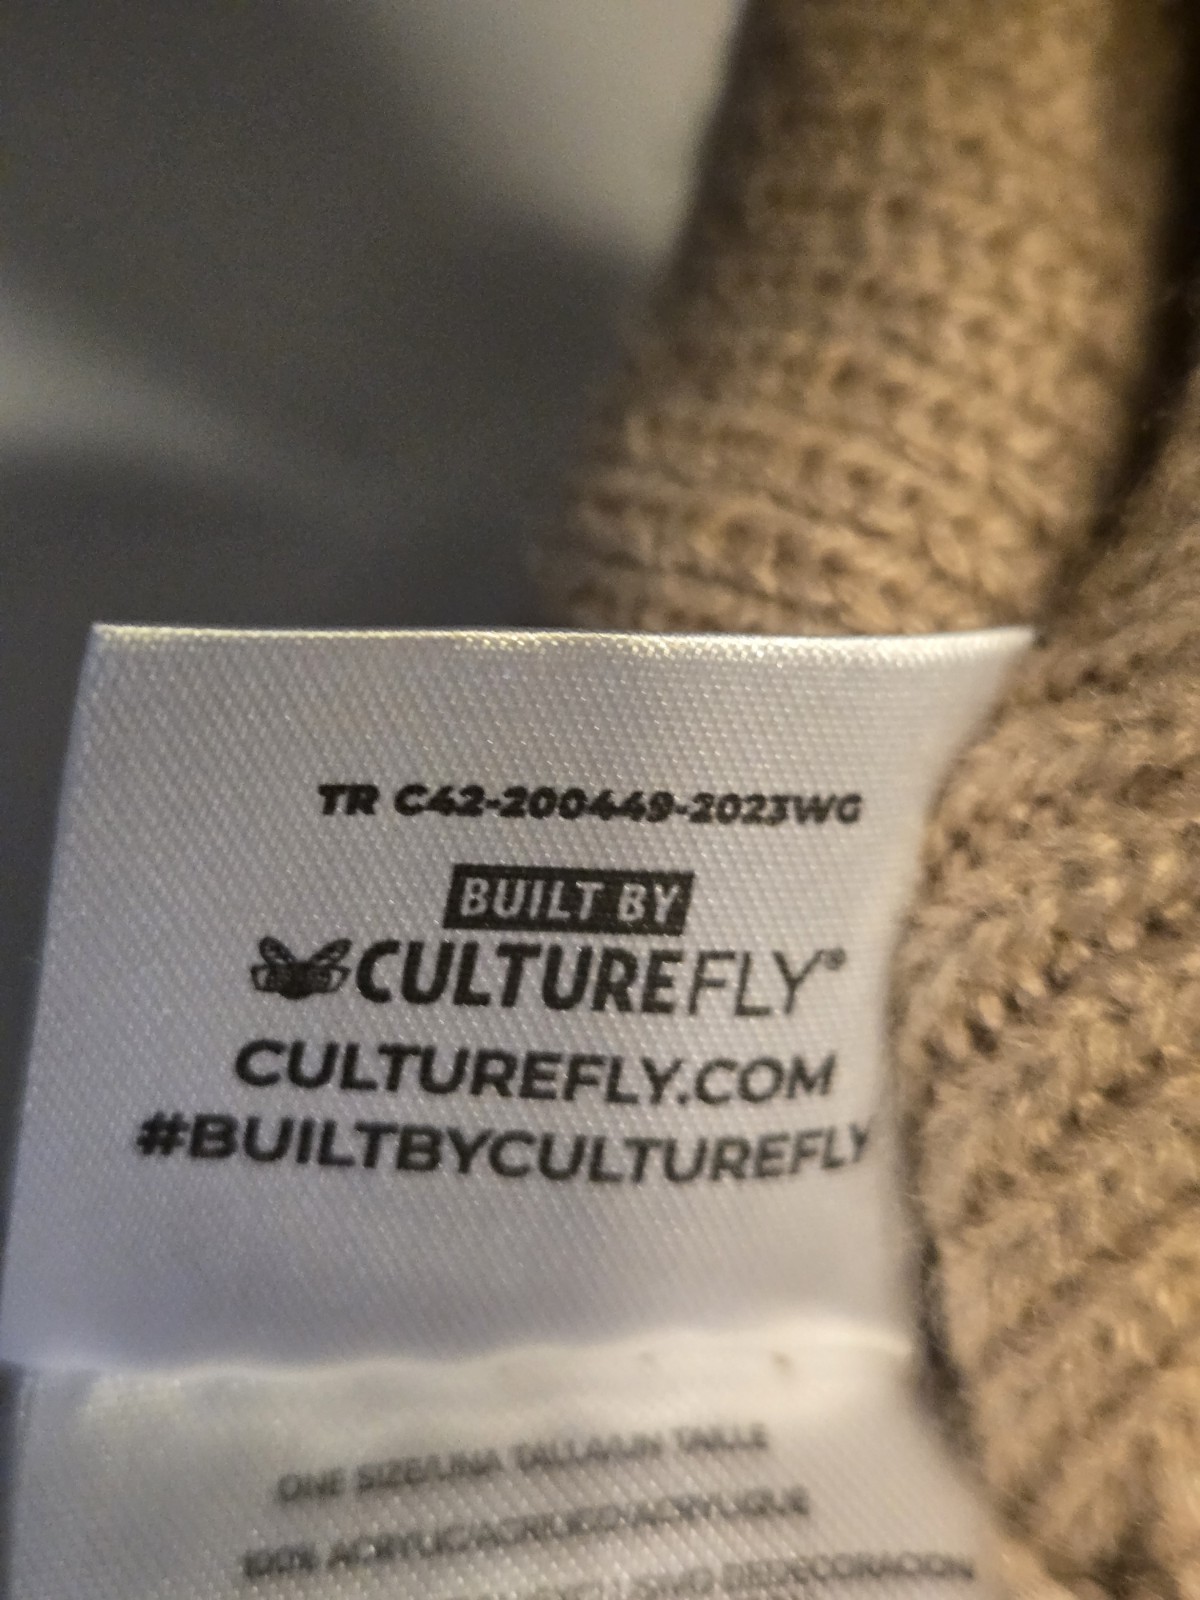 TR C42-200449-2023WG
BUILT BY
CULTUREFLY®
CULTUREFLY.COM
#BUILTBYCULTUREFLY
ONE SIZE/UNA TALLA/UN TAILLE
100% ACRYLIC/ACRILICO/ACRYLIQUE
DECORACION